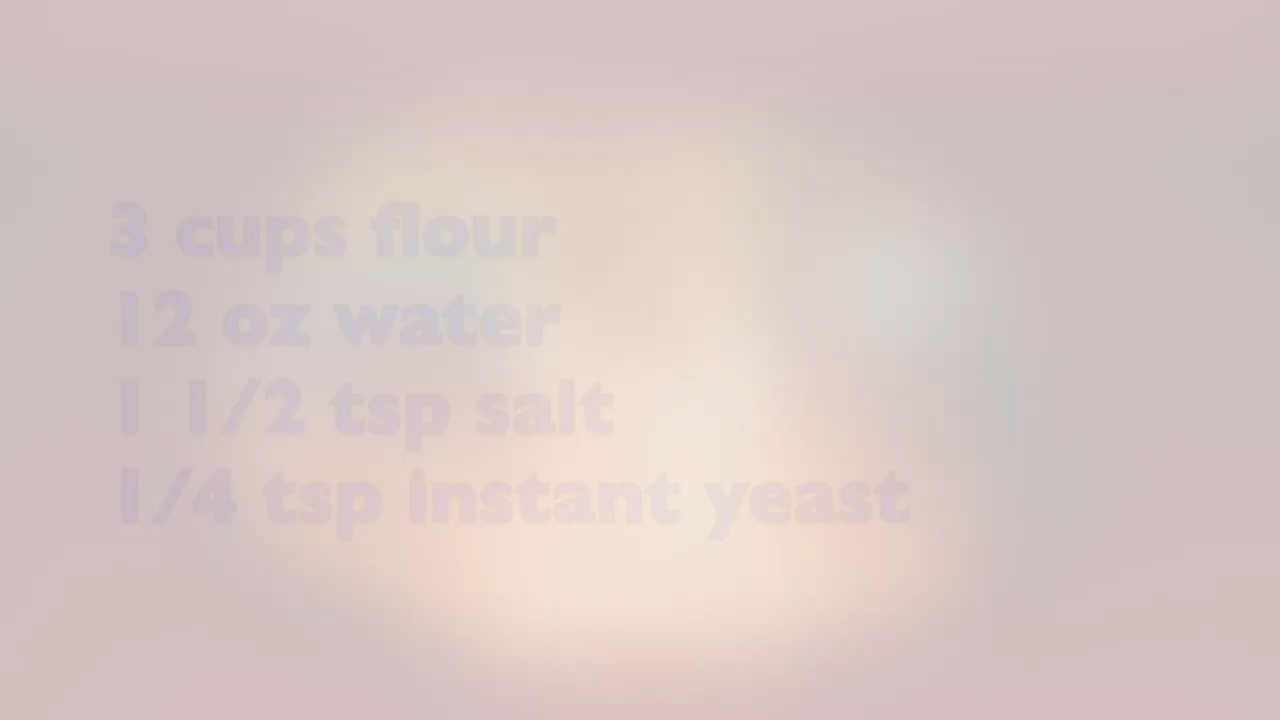 3 cups flour
12 oz water
1 1/2 tsp salt
1/4 tsp instant yeast